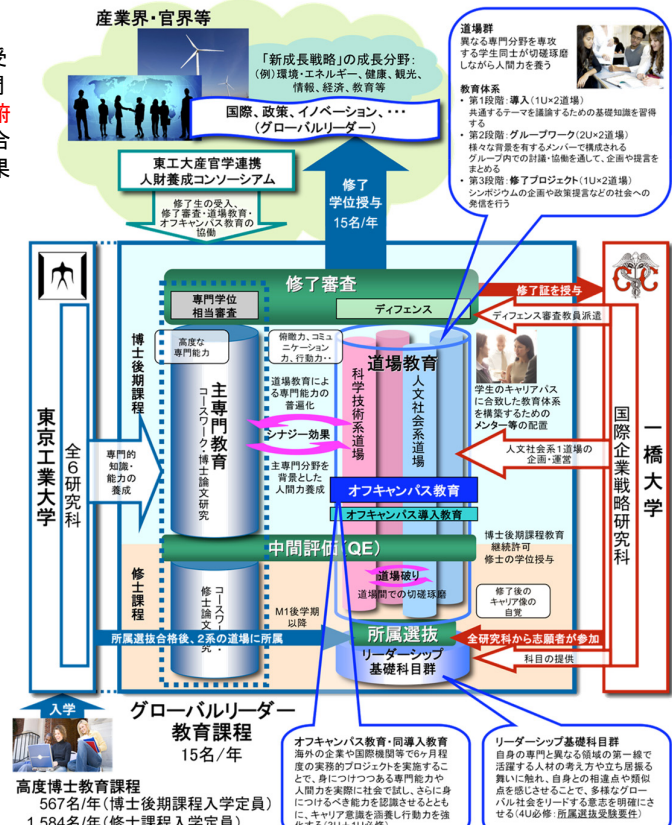 産業界・官界等
受
「新成長戦略」の成長分野:
(例)環境・エネルギー、健康、観光、
情報、経済、教育等
俯
合
果
国際、政策、イノベーション、・・・
(グローバルリーダー)
東工大産官学連携
人財養成コンソーシアム
修了生の受入、
修了審査・道場教育・
オフキャンパス教育の
協働
修了
学位授与
15名/年
道場群
異なる専門分野を専攻
する学生同士が切磋琢磨
しながら人間力を養う
教育体系
・ 第1段階:導入(1U×2道場)
共通するテーマを議論するための基礎知識を習得
する
・ 第2段階:グループワーク(2U×2道場)
様々な背景を有するメンバーで構成される
グループ内での討議・協働を通して、企画や提言を
まとめる
・ 第3段階:修了プロジェクト(1U×2道場)
シンポジウムの企画や政策提言などの社会への
発信を行う
修了審査
専門学位
相当審査
ディフェンス
修了証を授与
ディフェンス審査教員派遣
博士後期課程
高度な
専門能力
俯瞰力、コミュ
ニケーション
力、行動力・・
道場教育
主専門教育
コースワーク・博士論文研究
道場教育によ
る専門能力の
普遍化
シナジー効果
主専門分野を
背景とした
人間力養成
科学技術系道場
人文社会系道場
学生のキャリアパス
に合致した教育体系
を構築するための
メンター等の配置
人文社会系1道場の
企画・運営
東京工業大学
全6研究科
専門的
知識・
能力の
養成
一橋大学
国際企業戦略研究科
オフキャンパス教育
オフキャンパス導入教育
中間評価(QE)
博士後期課程教育
継続許可
修士の学位授与
修士課程
コースワーク・
修士論文研究
道場破り
道場間での切磋琢磨
修了後の
キャリア像の
自覚
M1後学期
以降
所属選抜合格後、2系の道場に所属
所属選抜
全研究科から志願者が参加
リーダーシップ
基礎科目群
科目の提供
入学
グローバルリーダー
教育課程
15名/年
高度博士教育課程
567名/年(博士後期課程入学定員)
1,584名/年(修士課程入学定員)
オフキャンパス教育・同導入教育
海外の企業や国際機関等で6ヶ月程
度の実務的プロジェクトを実施するこ
とで、身につけつつある専門能力や
人間力を実際に社会で試し、さらに身
につけるべき能力を認識させるととも
に、キャリア意識を涵養し行動力を強
リーダーシップ基礎科目群
自身の専門と異なる領域の第一線で
活躍する人材の考え方や立ち居振る
舞いに触れ、自身との相違点や類似
点を感じさせることで、多様なグロー
バル社会をリードする意志を明確にさ
せる(4U必修:所属選抜受験要件)